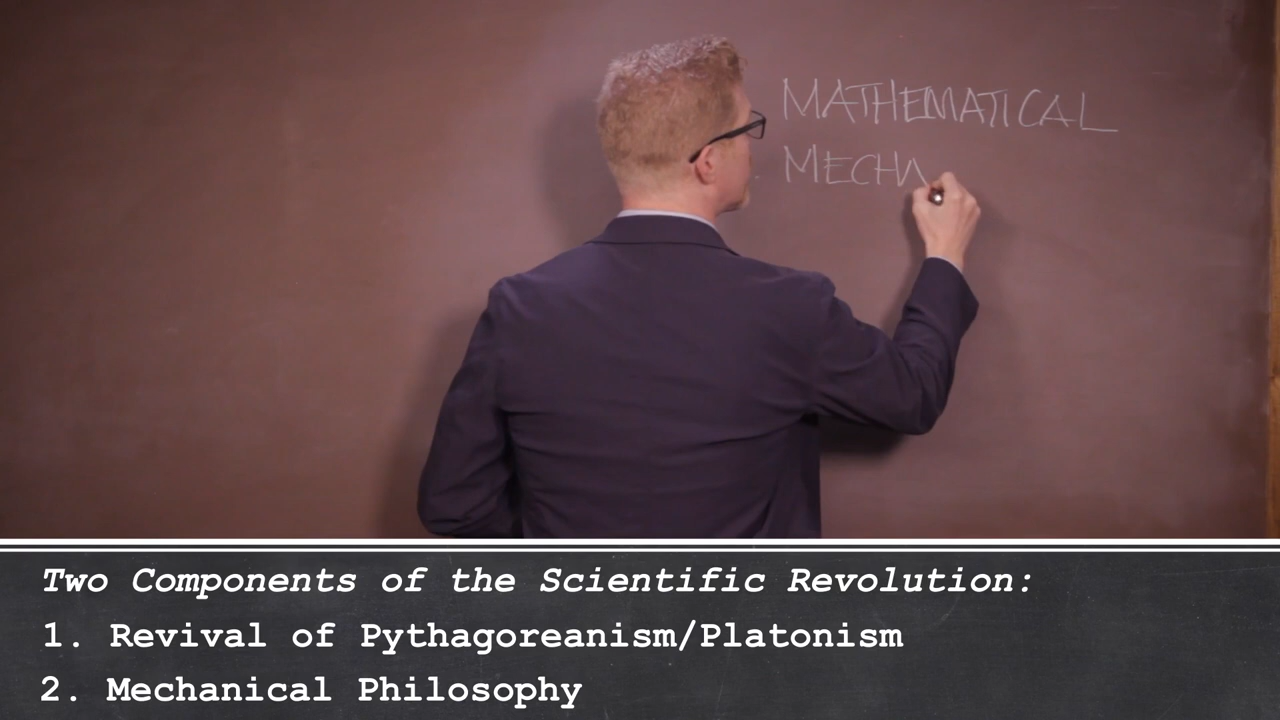 MATHEMATICAL
MECHA
Two Components of the Scientific Revolution:
1. Revival of Pythagoreanism/Platonism
2. Mechanical Philosophy